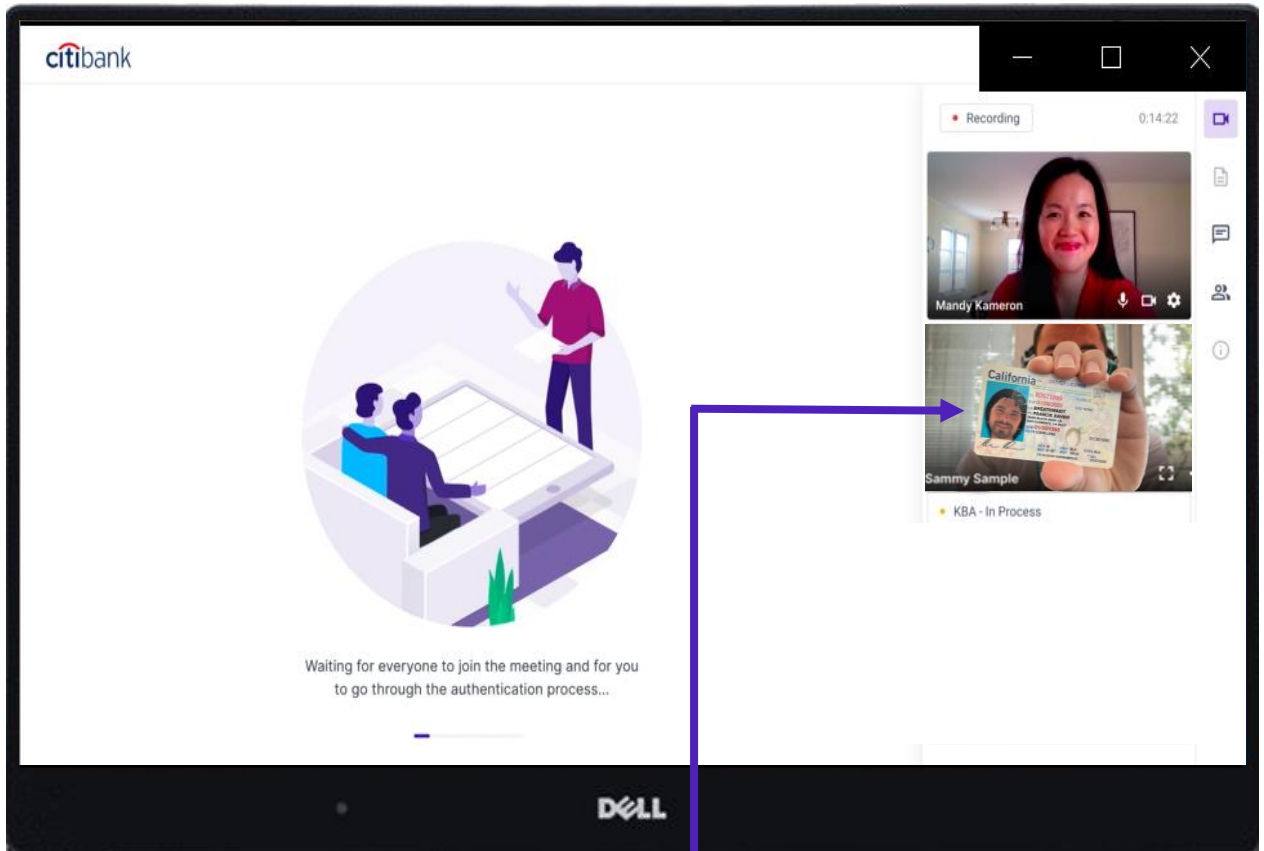 citibank
Recording
0:14:22
Mandy Kameron
California
Sammy Sample
KBA - In Process
Waiting for everyone to join the meeting and for you
to go through the authentication process...
DELL